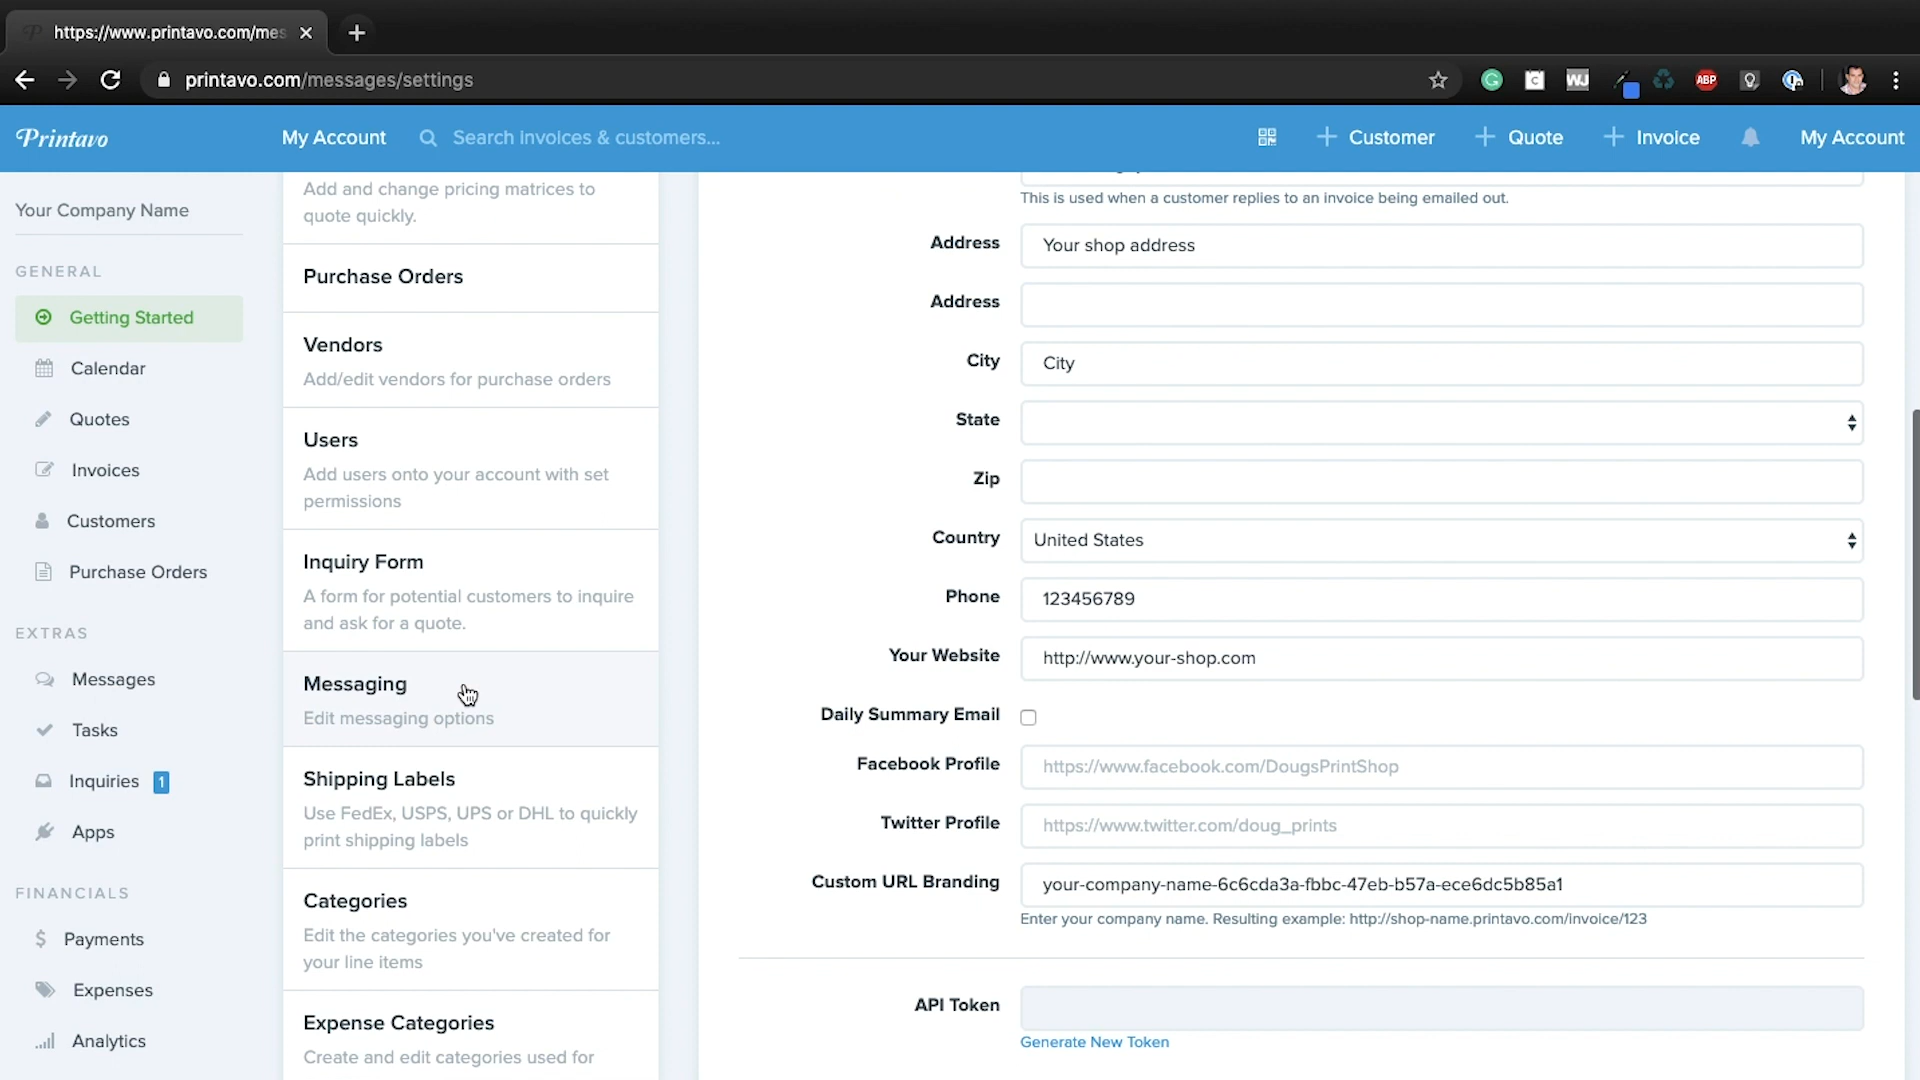 https://www.printavo.com/mes
printavo.com/messages/settings
WJ
ABP
Printavo
My Account
Search invoices & customers...
Customer
Quote
Invoice
My Account
Your Company Name
GENERAL
Getting Started
Calendar
Quotes
Invoices
Customers
Purchase Orders
EXTRAS
Messages
Tasks
Inquiries 1
Apps
FINANCIALS
Payments
Expenses
Analytics
Add and change pricing matrices to
quote quickly.
Purchase Orders
Vendors
Add/edit vendors for purchase orders
Users
Add users onto your account with set
permissions
Inquiry Form
A form for potential customers to inquire
and ask for a quote.
Messaging
Edit messaging options
Shipping Labels
Use FedEx, USPS, UPS or DHL to quickly
print shipping labels
Categories
Edit the categories you've created for
your line items
Expense Categories
Create and edit categories used for
This is used when a customer replies to an invoice being emailed out.
Address Your shop address
Address
City City
State
Zip
Country United States
Phone 123456789
Your Website http://www.your-shop.com
Daily Summary Email
Facebook Profile https://www.facebook.com/DougsPrintShop
Twitter Profile https://www.twitter.com/doug_prints
Custom URL Branding your-company-name-6c6cda3a-fbbc-47eb-b57a-ece6dc5b85a1
Enter your company name. Resulting example: http://shop-name.printavo.com/invoice/123
API Token
Generate New Token